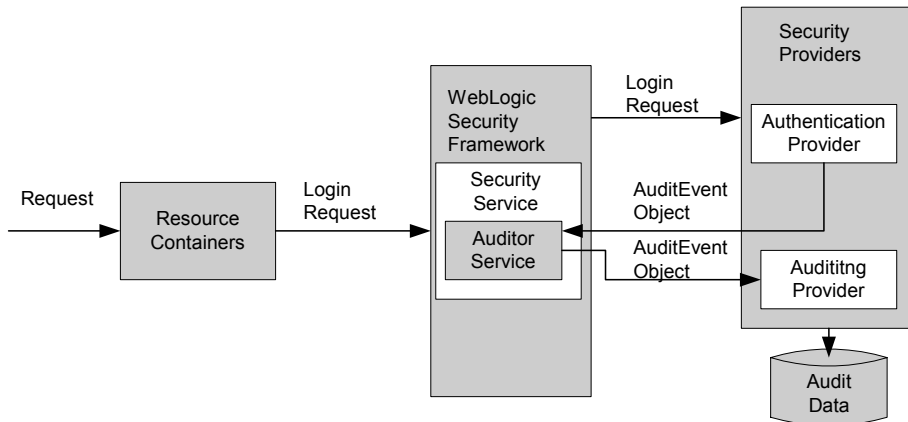 Security
Providers
WebLogic
Security
Framework
Login
Request
Authentication
Provider
Request
Resource
Containers
Login
Request
Security
Service
Auditor
Service
AuditEvent
Object
AuditEvent
Object
Audititng
Provider
Audit
Data